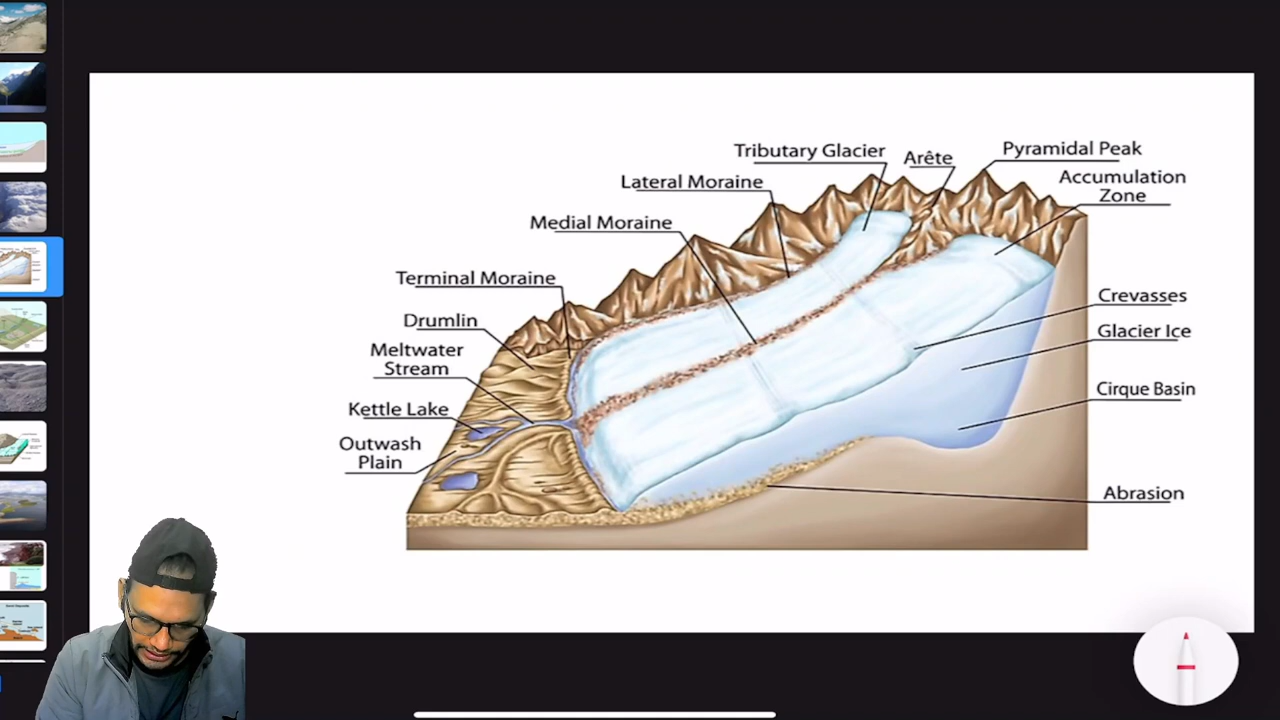 Tributary Glacier
Arête
Pyramidal Peak
Lateral Moraine
Accumulation
Zone
Medial Moraine
Terminal Moraine
Crevasses
Drumlin
Glacier Ice
Meltwater
Stream
Cirque Basin
Kettle Lake
Outwash
Plain
Abrasion